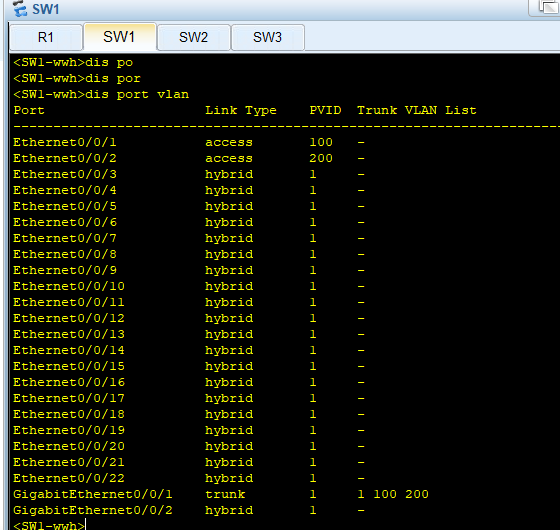 SW1
R1 SW1 SW2 SW3
<SW1-wwh>dis po
<SW1-wwh>dis por
<SW1-wwh>dis port vlan
Port Link Type PVID Trunk VLAN List
-------------------------------------------------------------------------------
Ethernet0/0/1 access 100 -
Ethernet0/0/2 access 200 -
Ethernet0/0/3 hybrid 1 -
Ethernet0/0/4 hybrid 1 -
Ethernet0/0/5 hybrid 1 -
Ethernet0/0/6 hybrid 1 -
Ethernet0/0/7 hybrid 1 -
Ethernet0/0/8 hybrid 1 -
Ethernet0/0/9 hybrid 1 -
Ethernet0/0/10 hybrid 1 -
Ethernet0/0/11 hybrid 1 -
Ethernet0/0/12 hybrid 1 -
Ethernet0/0/13 hybrid 1 -
Ethernet0/0/14 hybrid 1 -
Ethernet0/0/15 hybrid 1 -
Ethernet0/0/16 hybrid 1 -
Ethernet0/0/17 hybrid 1 -
Ethernet0/0/18 hybrid 1 -
Ethernet0/0/19 hybrid 1 -
Ethernet0/0/20 hybrid 1 -
Ethernet0/0/21 hybrid 1 -
Ethernet0/0/22 hybrid 1 -
GigabitEthernet0/0/1 trunk 1 1 100 200
GigabitEthernet0/0/2 hybrid 1 -
<SW1-wwh>